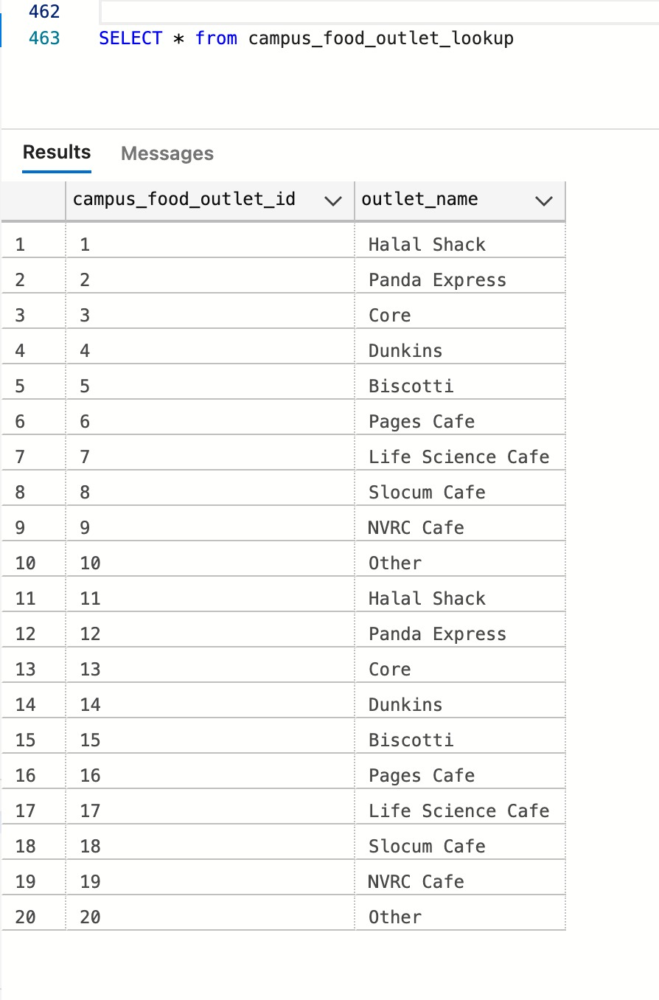 462
463 SELECT * from campus_food_outlet_lookup
Results Messages
campus_food_outlet_id outlet_name
1 1 Halal Shack
2 2 Panda Express
3 3 Core
4 4 Dunkins
5 5 Biscotti
6 6 Pages Cafe
7 7 Life Science Cafe
8 8 Slocum Cafe
9 9 NVRC Cafe
10 10 Other
11 11 Halal Shack
12 12 Panda Express
13 13 Core
14 14 Dunkins
15 15 Biscotti
16 16 Pages Cafe
17 17 Life Science Cafe
18 18 Slocum Cafe
19 19 NVRC Cafe
20 20 Other